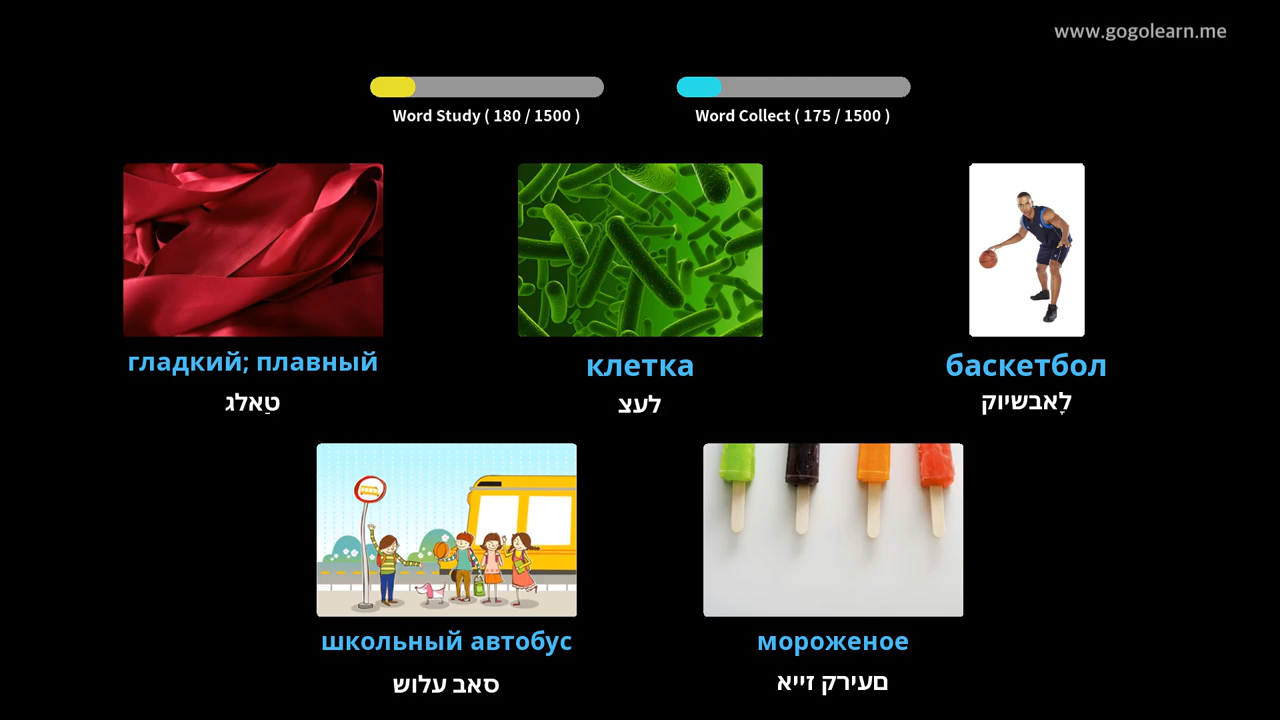 www.gogolearn.me
Word Study ( 180 / 1500 )
Word Collect ( 175 / 1500 )
гладкий; плавный
טַאלג
клетка
לעצ
баскетбол
לָאבשיוק
школьный автобус
סאב עלוש
мороженое
םעירק זייא